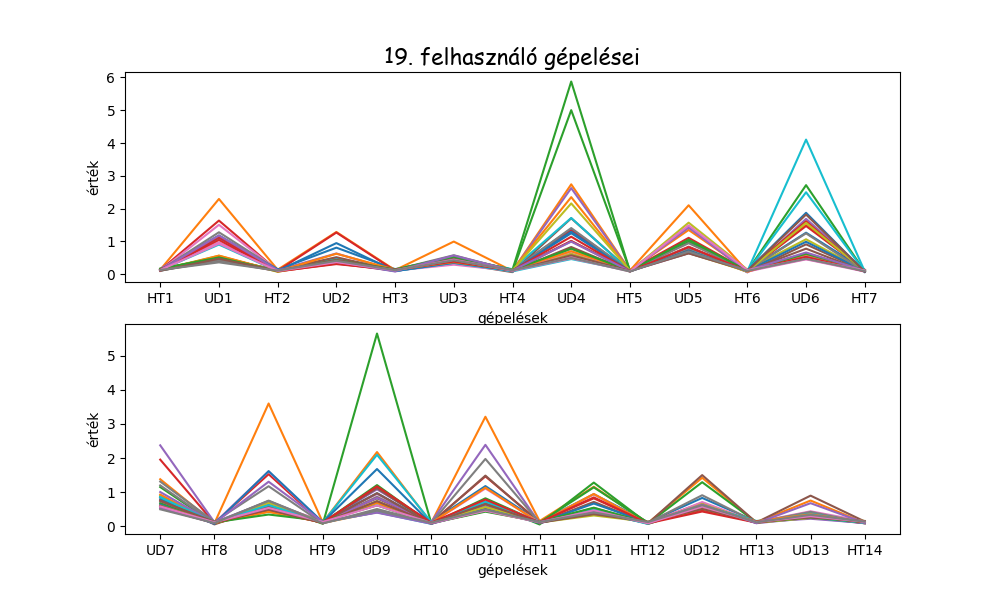 19. felhasználó gépelései
6
5
4
3
2
1
0
érték
HT1 UD1 HT2 UD2 HT3 UD3 HT4 UD4 HT5 UD5 HT6 UD6 HT7
gépelések
5
4
3
2
1
0
érték
UD7 HT8 UD8 HT9 UD9 HT10 UD10 HT11 UD11 HT12 UD12 HT13 UD13 HT14
gépelések